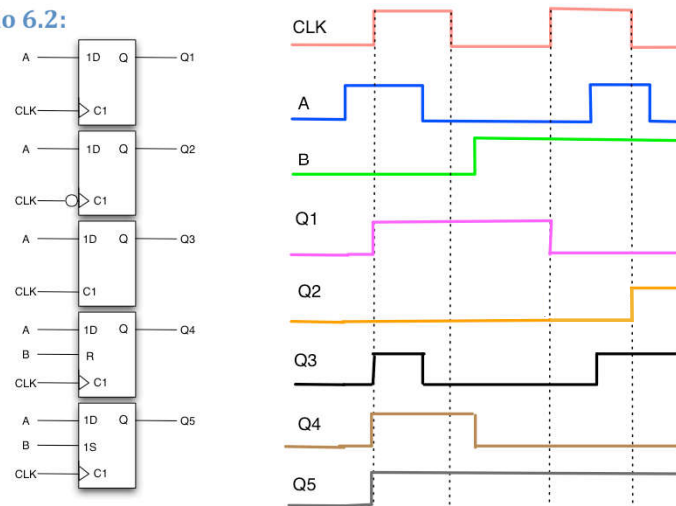 o 6.2:
A 1D Q Q1
CLK C1
A 1D Q Q2
CLK C1
A 1D Q Q3
CLK C1
A 1D Q Q4
B R
CLK C1
A 1D Q Q5
B 1S
CLK C1
CLK
A
B
Q1
Q2
Q3
Q4
Q5